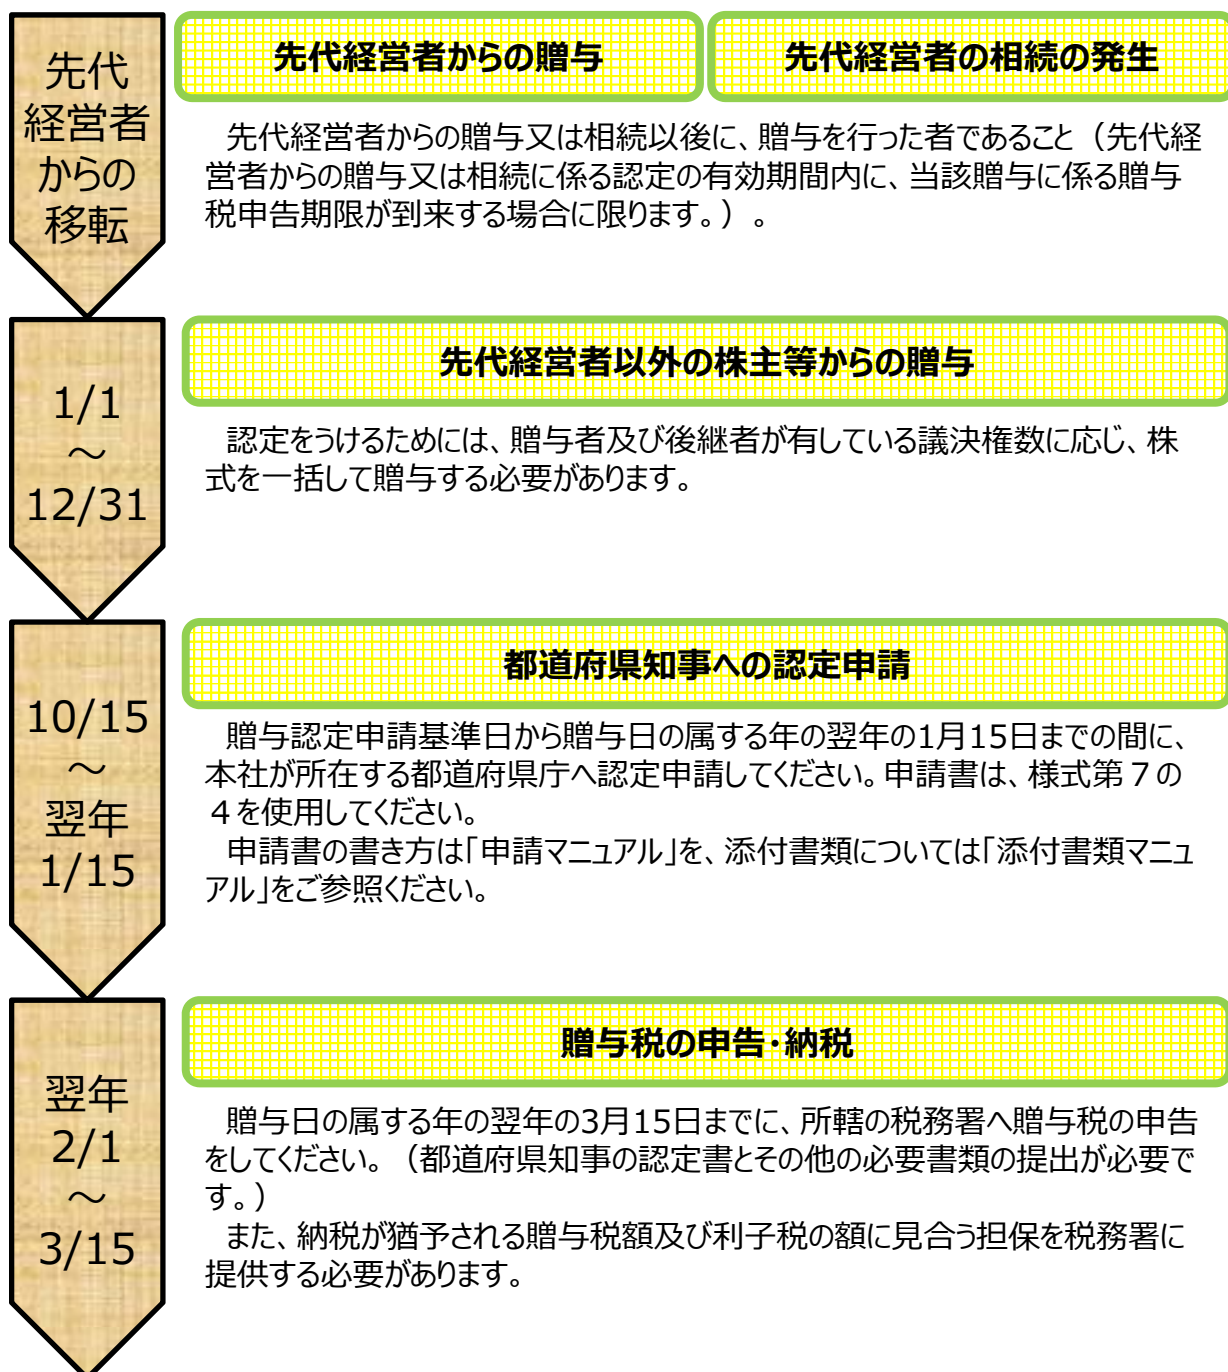 先代
経営者
からの
移転
先代経営者からの贈与
先代経営者の相続の発生
先代経営者からの贈与又は相続以後に、贈与を行った者であること（先代経
営者からの贈与又は相続に係る認定の有効期間内に、当該贈与に係る贈与
税申告期限が到来する場合に限ります。）。
1/1
～
12/31
先代経営者以外の株主等からの贈与
認定をうけるためには、贈与者及び後継者が有している議決権数に応じ、株
式を一括して贈与する必要があります。
10/15
～
翌年
1/15
都道府県知事への認定申請
贈与認定申請基準日から贈与日の属する年の翌年の1月15日までの間に、
本社が所在する都道府県庁へ認定申請してください。申請書は、様式第７の
４を使用してください。
申請書の書き方は「申請マニュアル」を、添付書類については「添付書類マニュ
アル」をご参照ください。
翌年
2/1
～
3/15
贈与税の申告・納税
贈与日の属する年の翌年の3月15日までに、所轄の税務署へ贈与税の申告
をしてください。（都道府県知事の認定書とその他の必要書類の提出が必要で
す。）
また、納税が猶予される贈与税額及び利子税の額に見合う担保を税務署に
提供する必要があります。